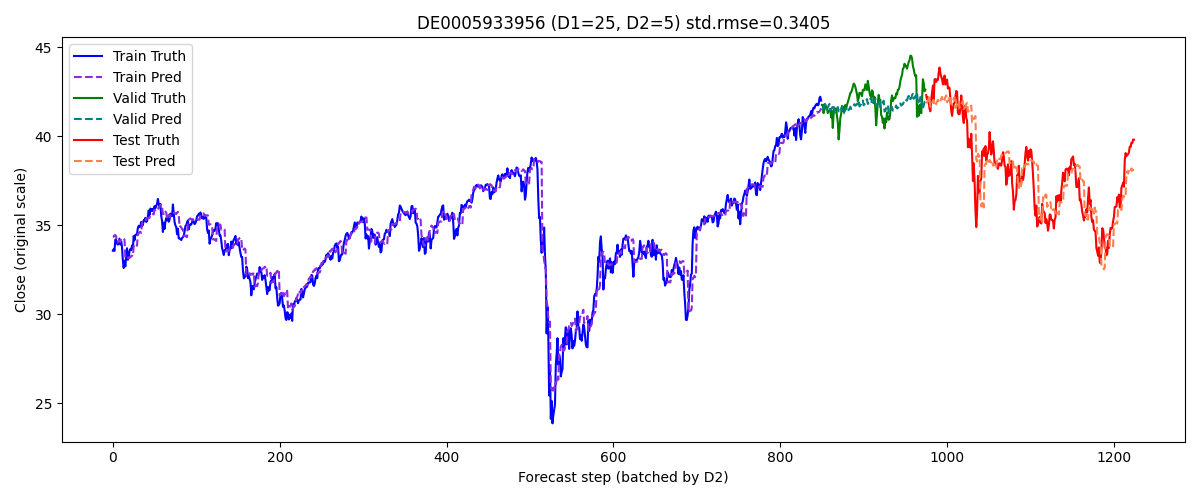 DE0005933956 (D1=25, D2=5) std.rmse=0.3405
Close (original scale)
45
40
35
30
25
Train Truth
Train Pred
Valid Truth
Valid Pred
Test Truth
Test Pred
0 200 400 600 800 1000 1200
Forecast step (batched by D2)